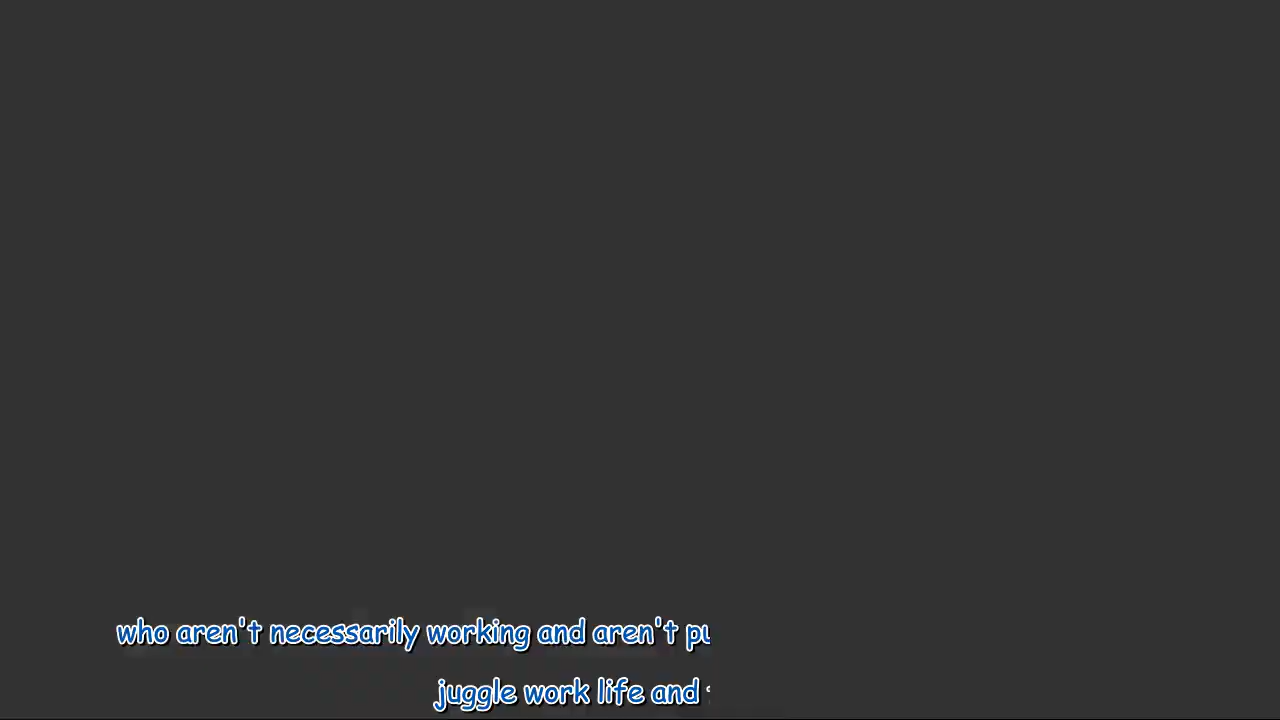 who aren't necessarily working and aren't
juggle work life and